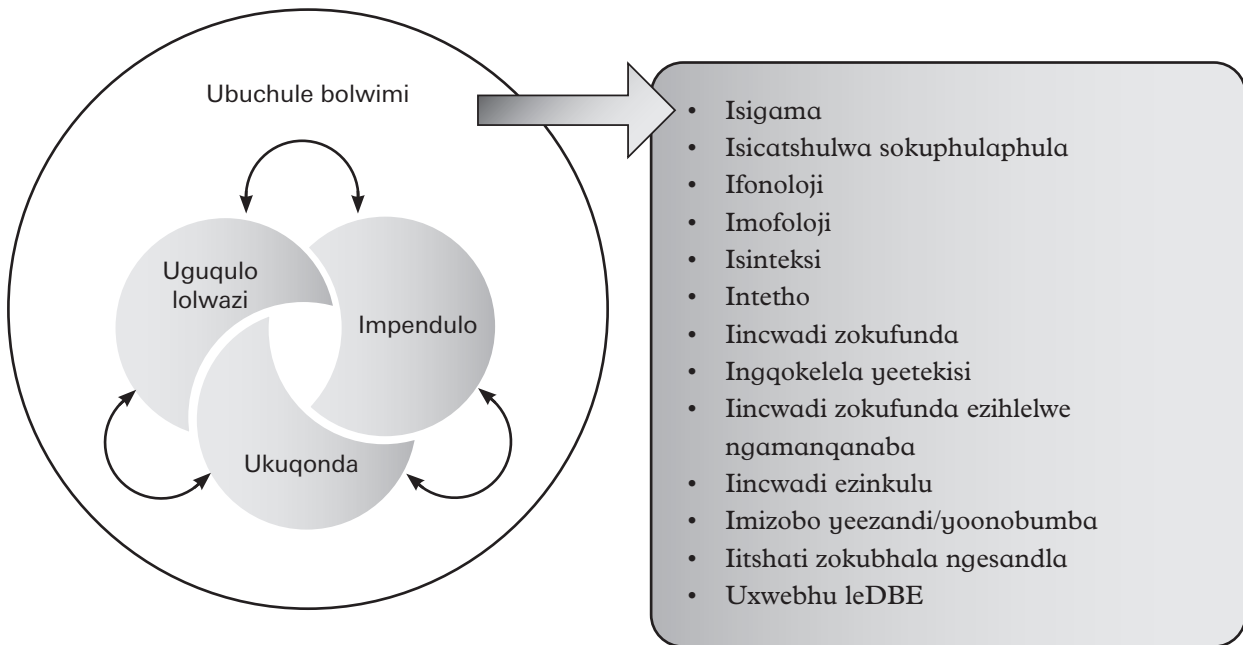 Ubuchule bolwimi
Uguqulo
lolwazi
Impendulo
Ukuqonda
• Isigama
• Isicatshulwa sokuphulaphula
• Ifonoloji
• Imofoloji
• Isinteksi
• Intetho
• Iincwadi zokufunda
• Ingqokelela yeetekisi
• Iincwadi zokufunda ezihlelwe
ngamanqanaba
• Iincwadi ezinkulu
• Imizobo yeezandi/yoonobumba
• Iitshati zokubhala ngesandla
• Uxwebhu leDBE